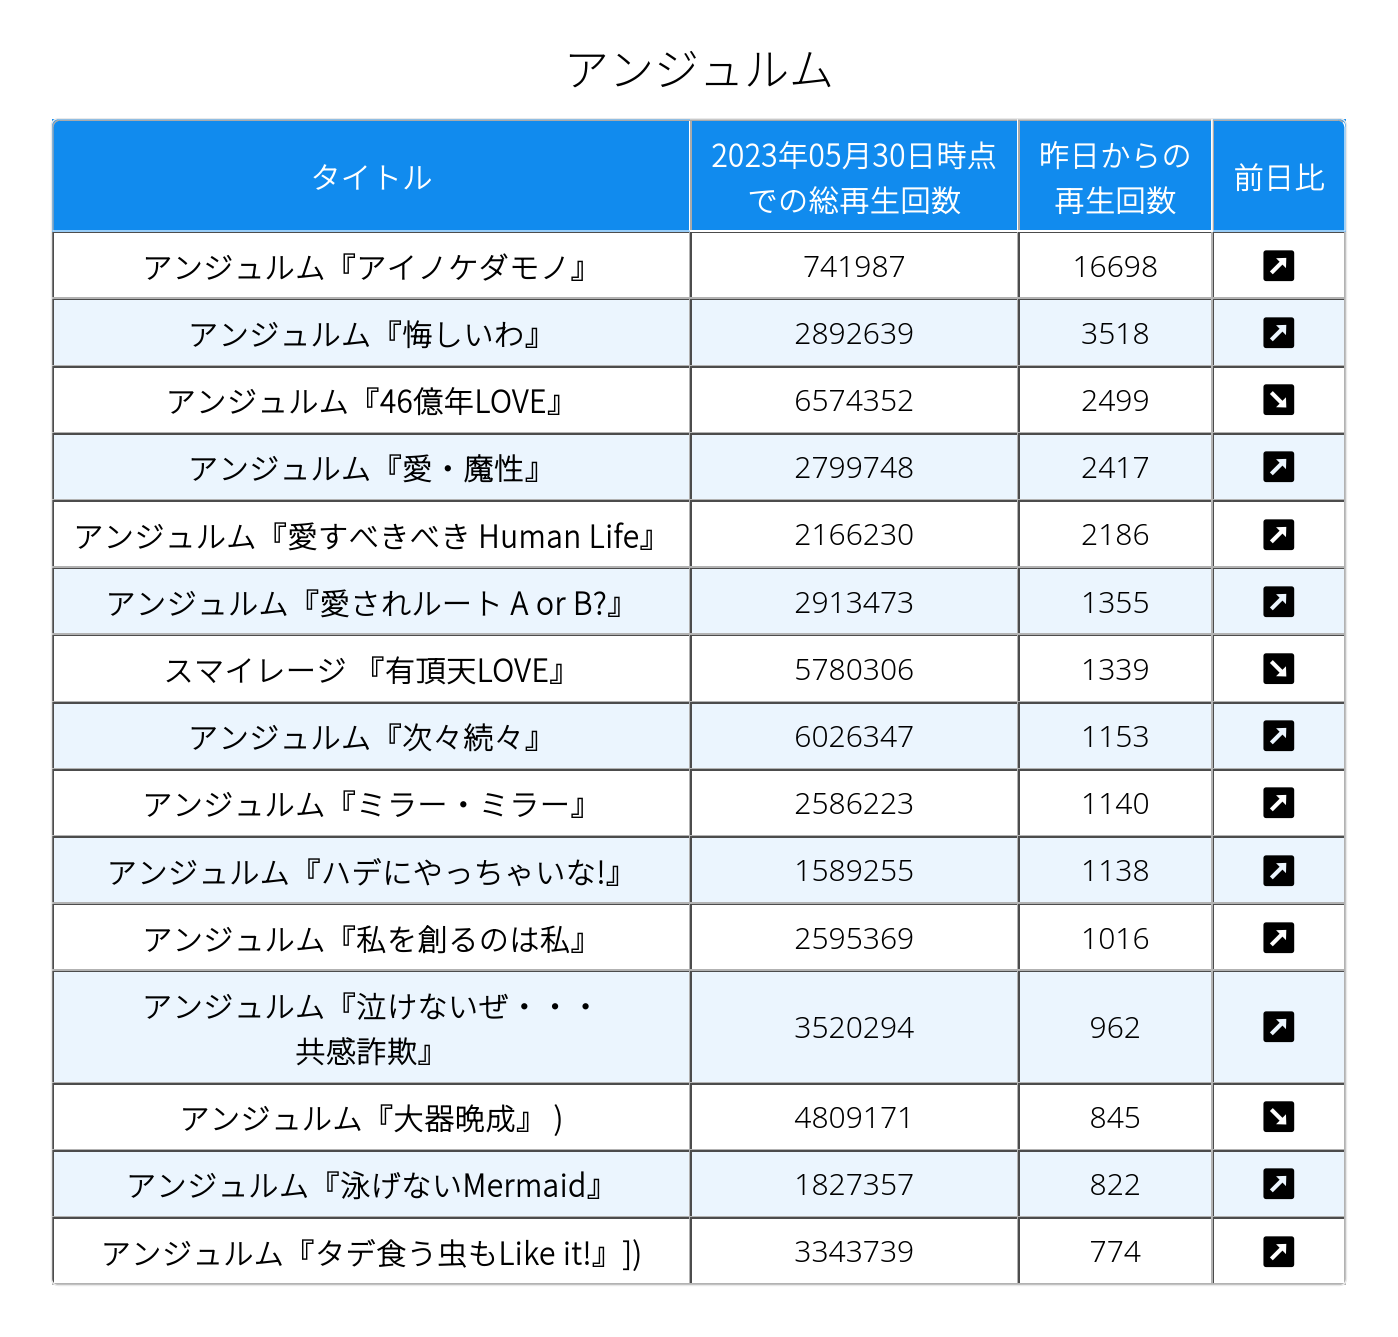 アンジュルム
タイトル 2023年05月30日時点での総再生回数 昨日からの再生回数 前日比
アンジュルム『アイノケダモノ』 741987 16698
アンジュルム『悔しいわ』 2892639 3518
アンジュルム『46億年LOVE』 6574352 2499
アンジュルム『愛・魔性』 2799748 2417
アンジュルム『愛すべきべき Human Life』 2166230 2186
アンジュルム『愛されルート A or B?』 2913473 1355
スマイレージ 『有頂天LOVE』 5780306 1339
アンジュルム『次々続々』 6026347 1153
アンジュルム『ミラー・ミラー』 2586223 1140
アンジュルム『ハデにやっちゃいな!』 1589255 1138
アンジュルム『私を創るのは私』 2595369 1016
アンジュルム『泣けないぜ・・・共感詐欺』 3520294 962
アンジュルム『大器晩成』 ) 4809171 845
アンジュルム『泳げないMermaid』 1827357 822
アンジュルム『タデ食う虫もLike it!』]) 3343739 774